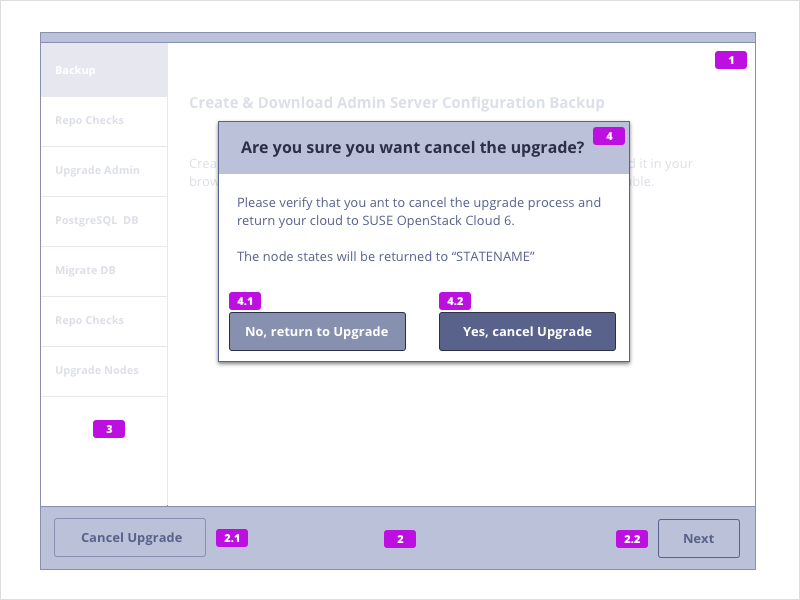 1
Backup
Create & Download Admin Server Configuration Backup
Repo Checks
4
Are you sure you want cancel the upgrade?
Upgrade Admin
Crea
d it in your
brow
ble.
Please verify that you ant to cancel the upgrade process and
return your cloud to SUSE OpenStack Cloud 6.
PostgreSQL DB
The node states will be returned to “STATENAME”
Migrate DB
4.1
4.2
Repo Checks
No, return to Upgrade
Yes, cancel Upgrade
Upgrade Nodes
3
Cancel Upgrade
2.1
2
2.2
Next